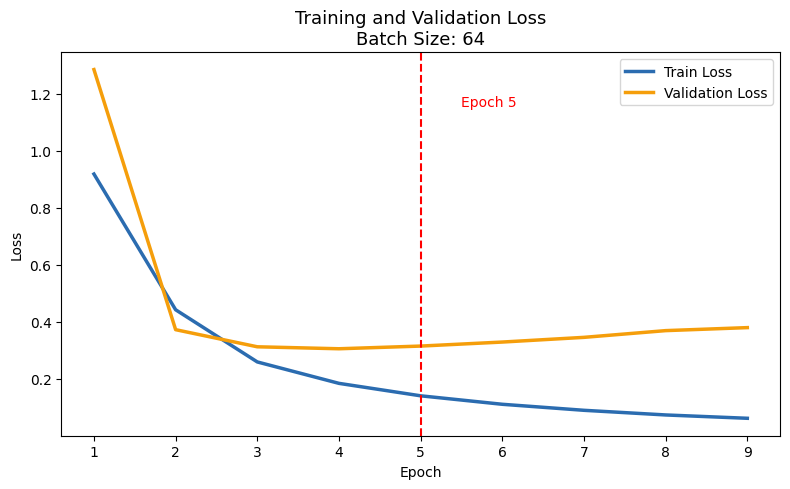 Training and Validation Loss
Batch Size: 64
Train Loss
Validation Loss
Epoch 5
Loss
1.2
1.0
0.8
0.6
0.4
0.2
1 2 3 4 5 6 7 8 9
Epoch